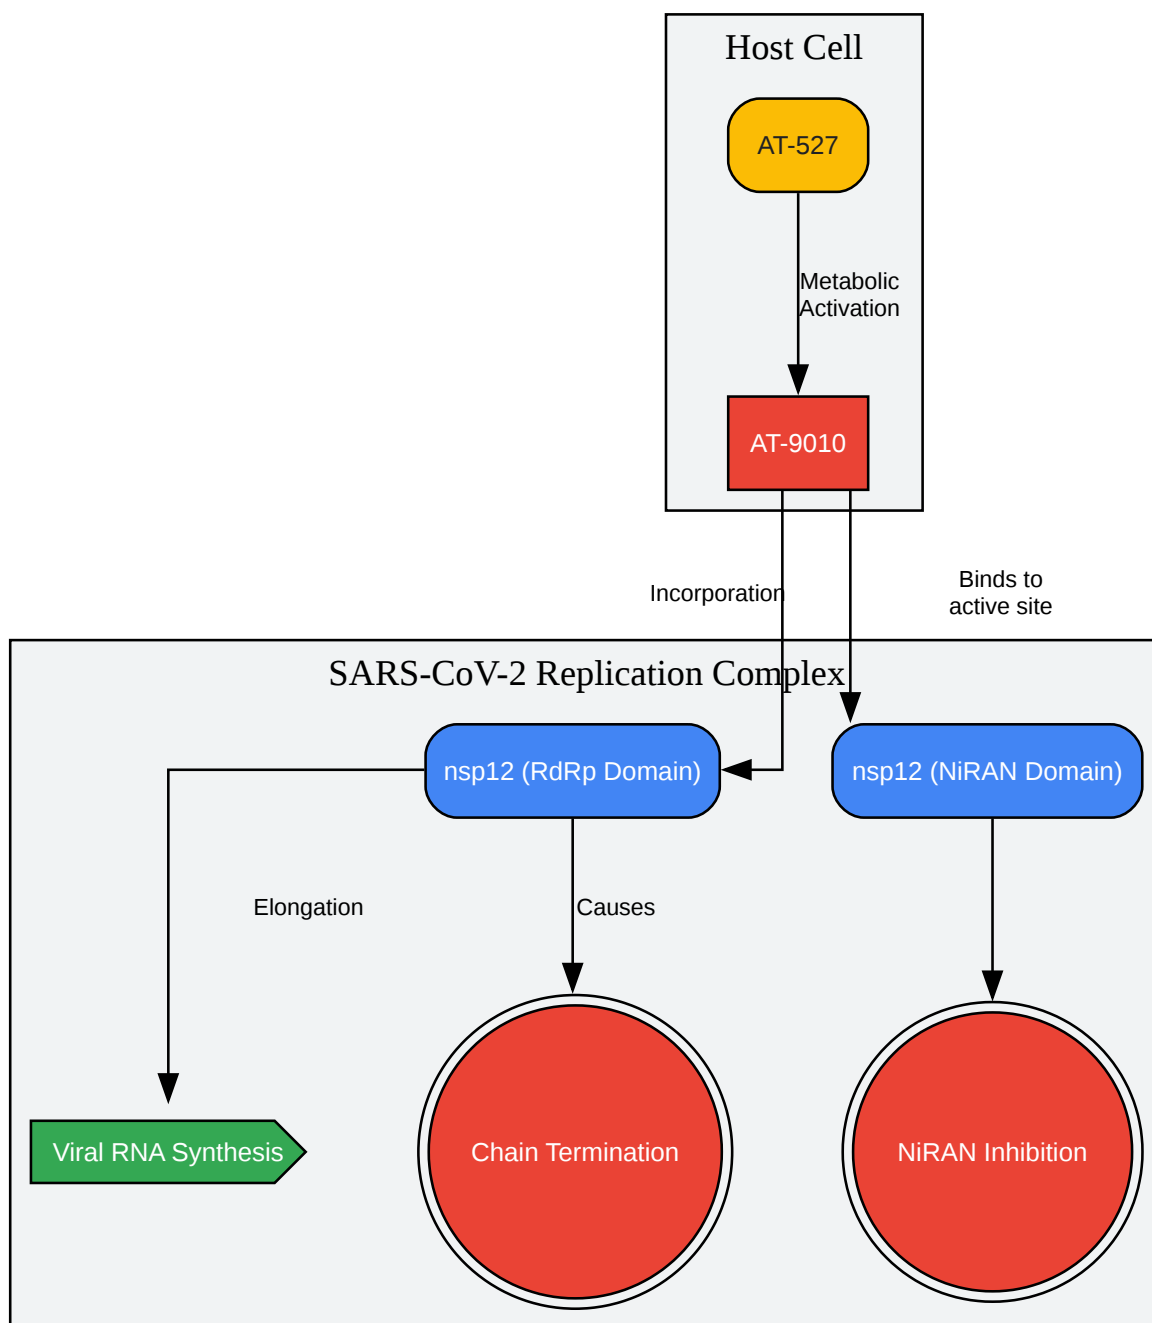 Host Cell
AT-527
Metabolic
Activation
AT-9010
Incorporation
Binds to
active site
SARS-CoV-2 Replication Complex
nsp12 (RdRp Domain)
nsp12 (NiRAN Domain)
Elongation
Causes
Viral RNA Synthesis
Chain Termination
NiRAN Inhibition